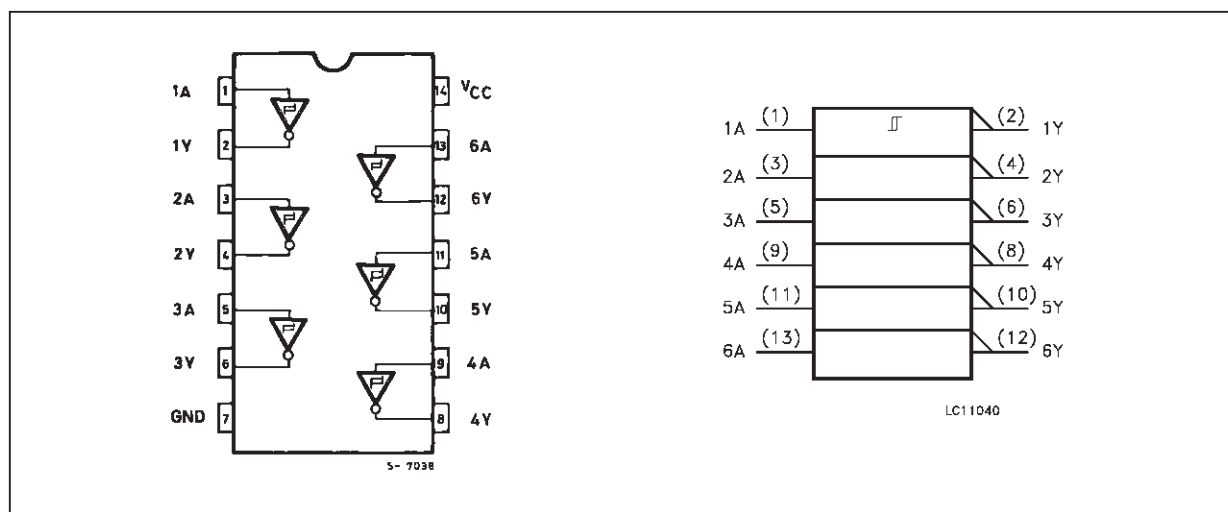 1A 1 14 VCC
1Y 2 13 6A
2A 3 12 6Y
2Y 4 11 5A
3A 5 10 5Y
3Y 6 9 4A
GND 7 8 4Y
S- 7038
1A (1) (2) 1Y
2A (3) (4) 2Y
3A (5) (6) 3Y
4A (9) (8) 4Y
5A (11) (10) 5Y
6A (13) (12) 6Y
LC11040